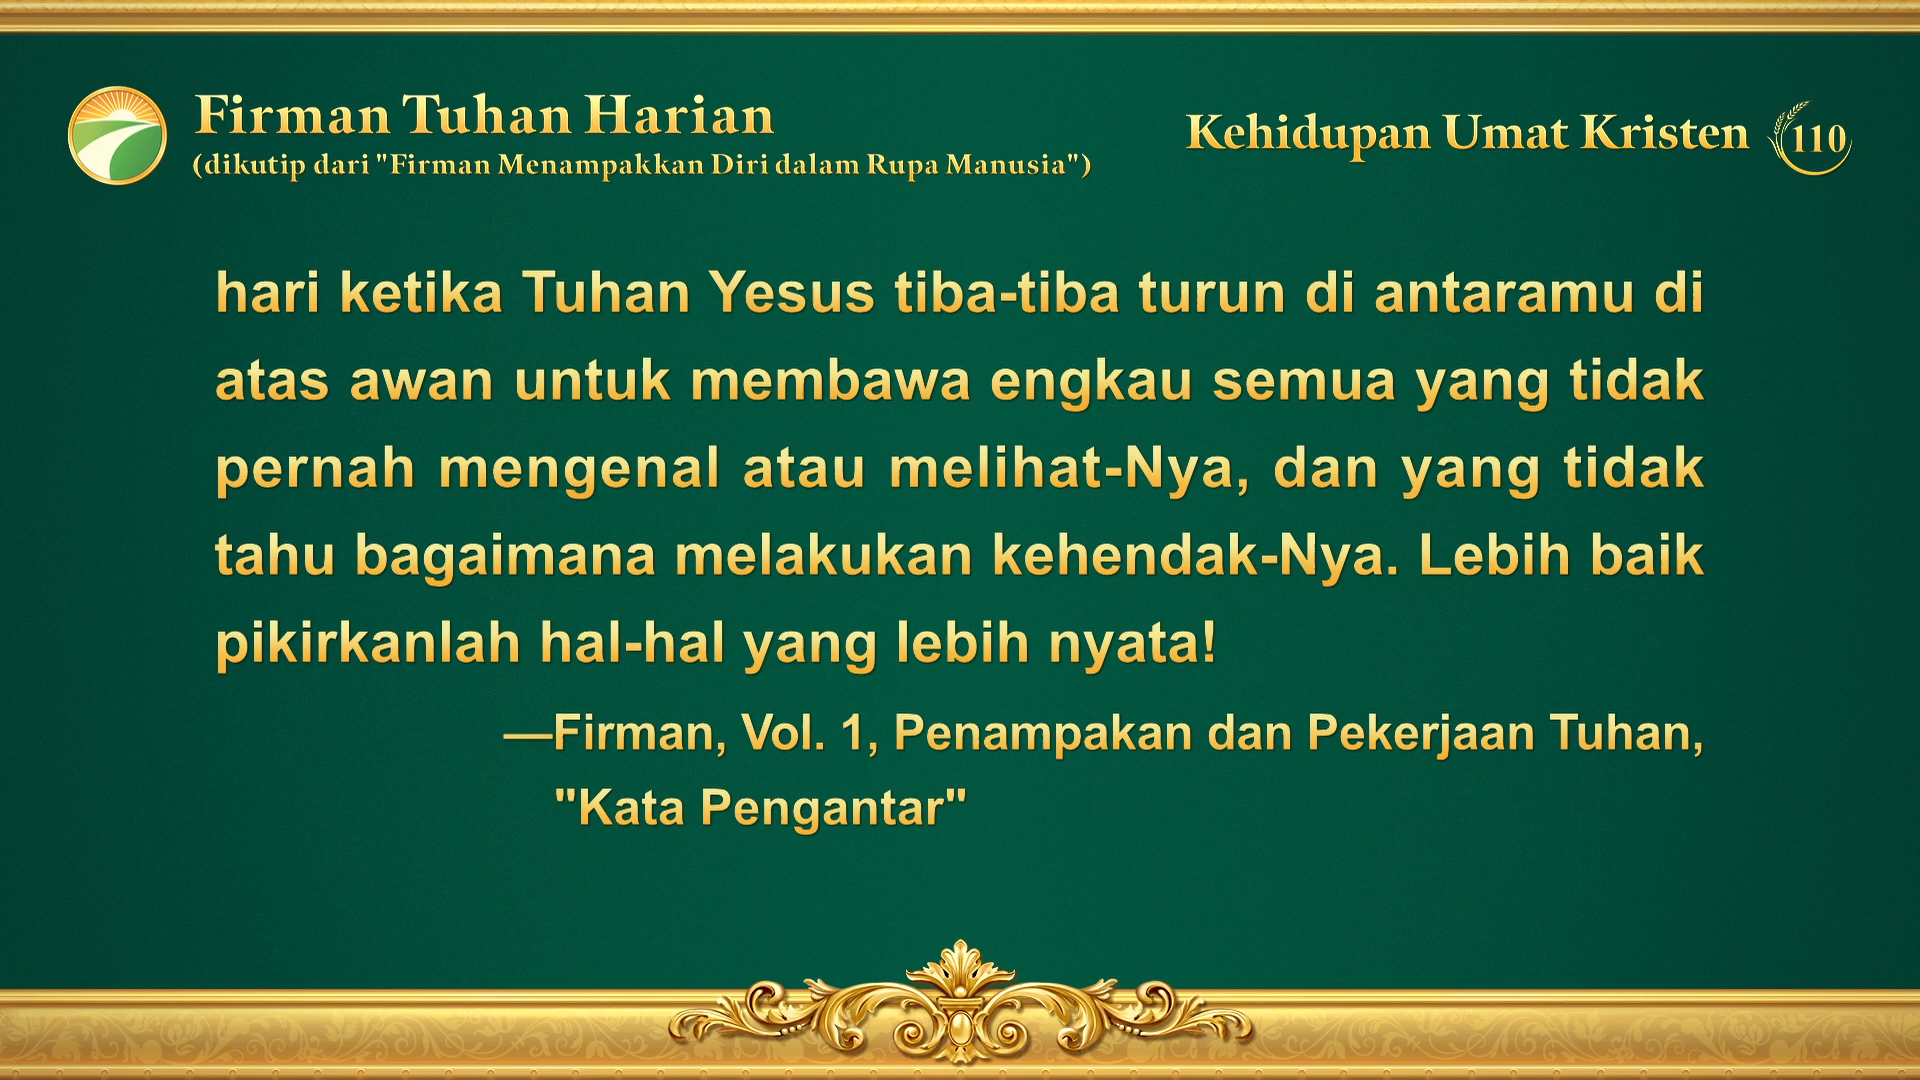 Firman Tuhan Harian
(dikutip dari "Firman Menampakkan Diri dalam Rupa Manusia")
Kehidupan Umat Kristen 110
hari ketika Tuhan Yesus tiba-tiba turun di antaramu di
atas awan untuk membawa engkau semua yang tidak
pernah mengenal atau melihat-Nya, dan yang tidak
tahu bagaimana melakukan kehendak-Nya. Lebih baik
pikirkanlah hal-hal yang lebih nyata!
—Firman, Vol. 1, Penampakan dan Pekerjaan Tuhan,
"Kata Pengantar"